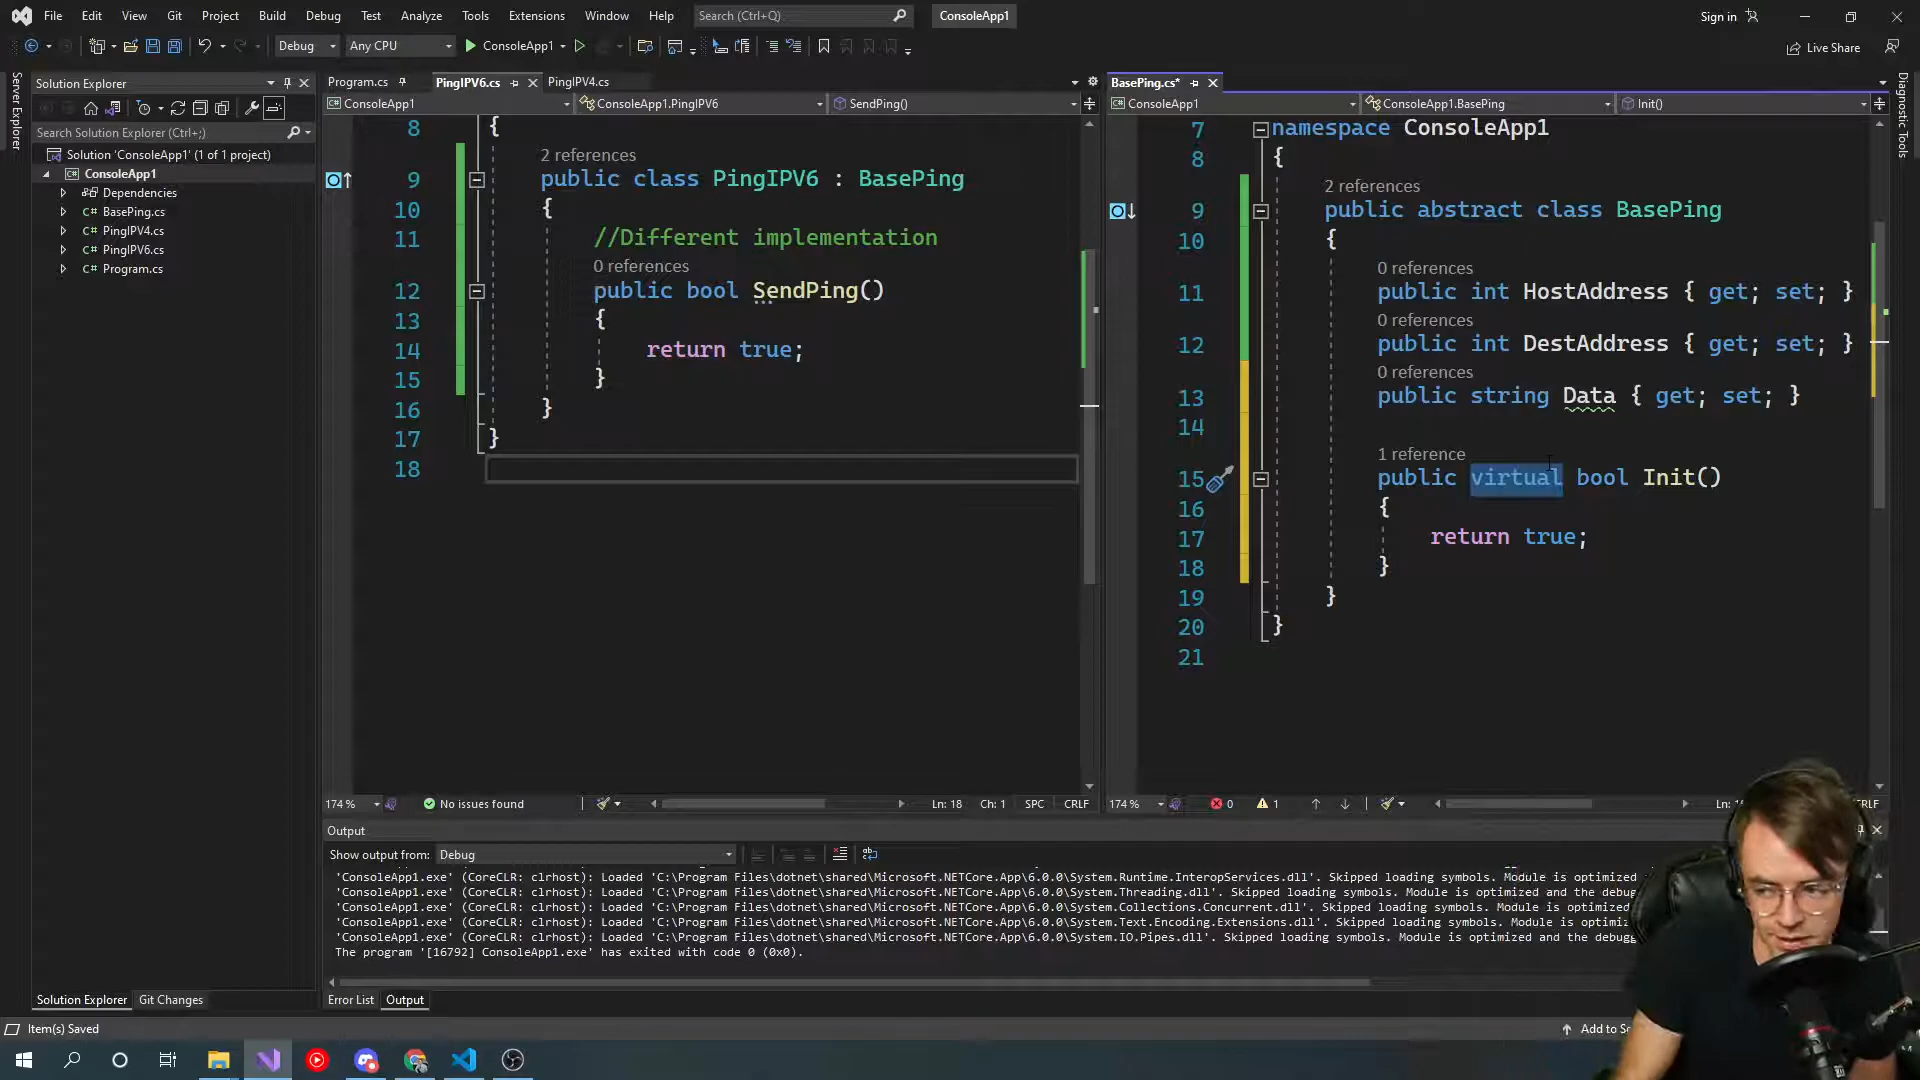 File Edit View Git Project Build Debug Test Analyze Tools Extensions Window Help Search (Ctrl+Q) ConsoleApp1 Sign in
Debug Any CPU ConsoleApp1 Live Share
Server Explorer
Solution Explorer
Search Solution Explorer (Ctrl+;)
Solution 'ConsoleApp1' (1 of 1 project)
ConsoleApp1
Dependencies
C# BasePing.cs
C# PingIPV4.cs
C# PingIPV6.cs
C# Program.cs
Solution Explorer Git Changes
Program.cs PingIPV6.cs PingIPV4.cs
ConsoleApp1 ConsoleApp1.PingIPV6 SendPing()
8 {
2 references
9 public class PingIPV6 : BasePing
10 {
11 //Different implementation
0 references
12 public bool SendPing()
13 {
14 return true;
15 }
16 }
17 }
18
174 % No issues found Ln: 18 Ch: 1 SPC CRLF
BasePing.cs*
ConsoleApp1 ConsoleApp1.BasePing Init()
7 namespace ConsoleApp1
8 {
2 references
9 public abstract class BasePing
10 {
0 references
11 public int HostAddress { get; set; }
0 references
12 public int DestAddress { get; set; }
0 references
13 public string Data { get; set; }
14
1 reference
15 public virtual bool Init()
16 {
17 return true;
18 }
19 }
20 }
21
174 % 0 1
Diagnostic Tools
Output
Show output from: Debug
'ConsoleApp1.exe' (CoreCLR: clrhost): Loaded 'C:\Program Files\dotnet\shared\Microsoft.NETCore.App\6.0.0\System.Runtime.InteropServices.dll'. Skipped loading symbols. Module is optimized
'ConsoleApp1.exe' (CoreCLR: clrhost): Loaded 'C:\Program Files\dotnet\shared\Microsoft.NETCore.App\6.0.0\System.Threading.dll'. Skipped loading symbols. Module is optimized and the debug
'ConsoleApp1.exe' (CoreCLR: clrhost): Loaded 'C:\Program Files\dotnet\shared\Microsoft.NETCore.App\6.0.0\System.Collections.Concurrent.dll'. Skipped loading symbols. Module is optimized
'ConsoleApp1.exe' (CoreCLR: clrhost): Loaded 'C:\Program Files\dotnet\shared\Microsoft.NETCore.App\6.0.0\System.Text.Encoding.Extensions.dll'. Skipped loading symbols. Module is optimized
'ConsoleApp1.exe' (CoreCLR: clrhost): Loaded 'C:\Program Files\dotnet\shared\Microsoft.NETCore.App\6.0.0\System.IO.Pipes.dll'. Skipped loading symbols. Module is optimized and the debugg
The program '[16792] ConsoleApp1.exe' has exited with code 0 (0x0).
Error List Output
Item(s) Saved Add to